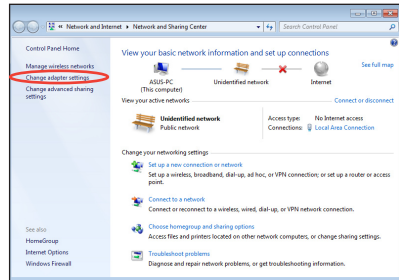 « Network and Internet ▸ Network and Sharing Center
Search Control Panel
Control Panel Home
Manage wireless networks
Change adapter settings
Change advanced sharing
settings
See also
HomeGroup
Internet Options
Windows Firewall
View your basic network information and set up connections
See full map
ASUS-PC
(This computer)
Unidentified network
Internet
View your active networks
Connect or disconnect
Unidentified network
Public network
Access type: No Internet access
Connections: Local Area Connection
Change your networking settings
Set up a new connection or network
Set up a wireless, broadband, dial-up, ad hoc, or VPN connection; or set up a router or access
point.
Connect to a network
Connect or reconnect to a wireless, wired, dial-up, or VPN network connection.
Choose homegroup and sharing options
Access files and printers located on other network computers, or change sharing settings.
Troubleshoot problems
Diagnose and repair network problems, or get troubleshooting information.